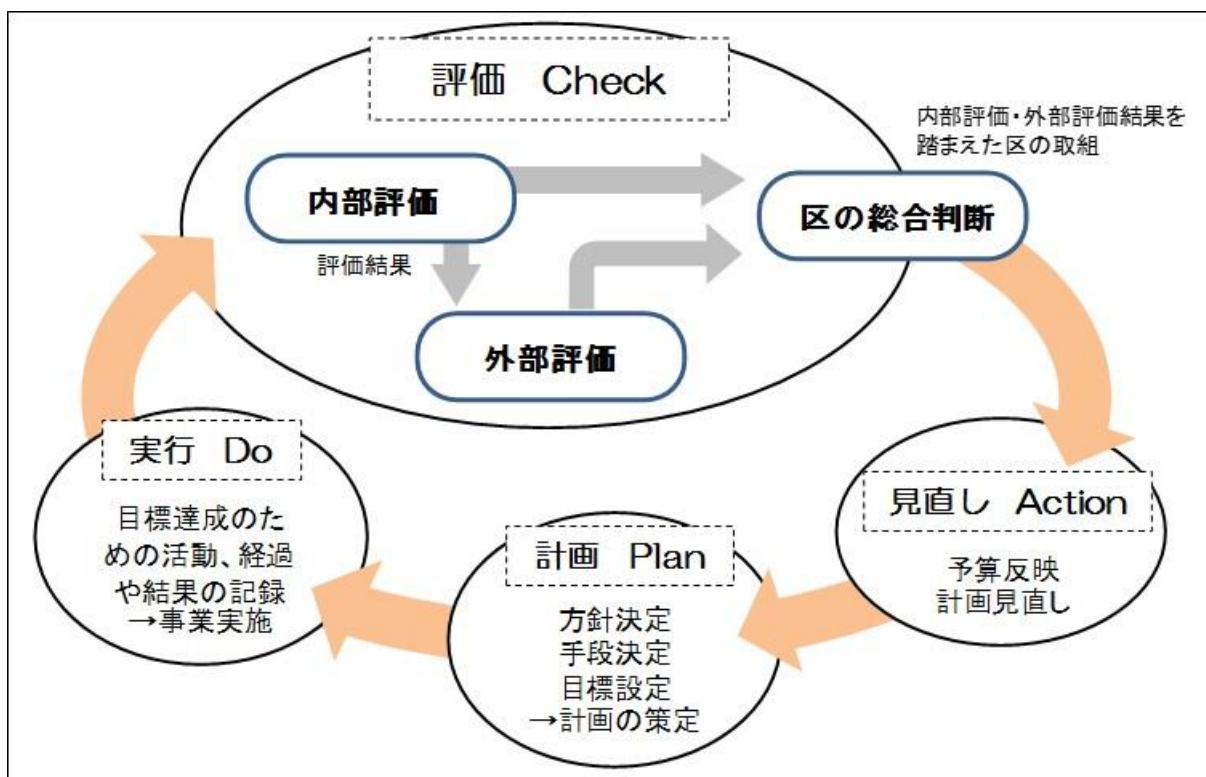 評価 Check
内部評価・外部評価結果を
踏まえた区の取組
内部評価
区の総合判断
評価結果
外部評価
実行 Do
目標達成のた
めの活動、経過
や結果の記録
→事業実施
計画 Plan
方針決定
手段決定
目標設定
→計画の策定
見直し Action
予算反映
計画見直し